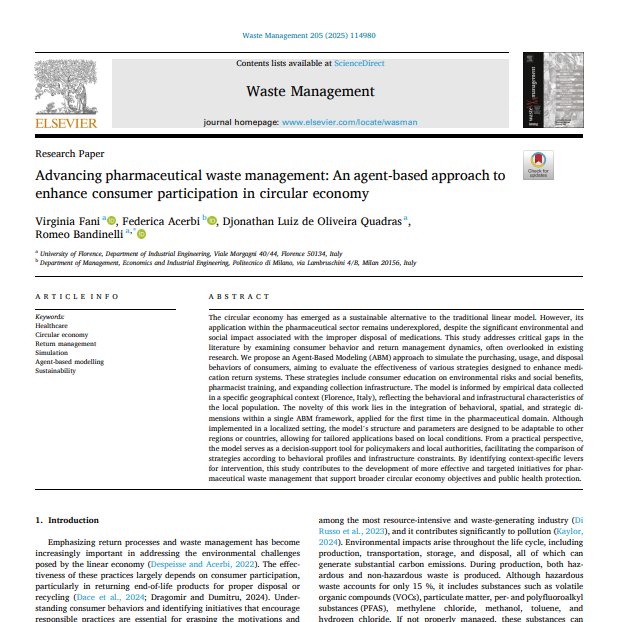 Waste Management 205 (2025) 114980
Contents lists available at ScienceDirect
Waste Management
journal homepage: www.elsevier.com/locate/wasman
ELSEVIER
Research Paper
Check for
updates
Advancing pharmaceutical waste management: An agent-based approach to
enhance consumer participation in circular economy
Virginia Fani a, Federica Acerbi b, Djonathan Luiz de Oliveira Quadras a,
Romeo Bandinelli a,*
a University of Florence, Department of Industrial Engineering, Viale Morgagni 40/44, Florence 50134, Italy
b Department of Management, Economics and Industrial Engineering, Politecnico di Milano, via Lambruschini 4/B, Milan 20156, Italy
ARTICLE INFO
Keywords:
Healthcare
Circular economy
Return management
Simulation
Agent-based modelling
Sustainability
ABSTRACT
The circular economy has emerged as a sustainable alternative to the traditional linear model. However, its
application within the pharmaceutical sector remains underexplored, despite the significant environmental and
social impact associated with the improper disposal of medications. This study addresses critical gaps in the
literature by examining consumer behavior and return management dynamics, often overlooked in existing
research. We propose an Agent-Based Modeling (ABM) approach to simulate the purchasing, usage, and disposal
behaviors of consumers, aiming to evaluate the effectiveness of various strategies designed to enhance medi-
cation return systems. These strategies include consumer education on environmental risks and social benefits,
pharmacist training, and expanding collection infrastructure. The model is informed by empirical data collected
in a specific geographical context (Florence, Italy), reflecting the behavioral and infrastructural characteristics of
the local population. The novelty of this work lies in the integration of behavioral, spatial, and strategic di-
mensions within a single ABM framework, applied for the first time in the pharmaceutical domain. Although
implemented in a localized setting, the model's structure and parameters are designed to be adaptable to other
regions or countries, allowing for tailored applications based on local conditions. From a practical perspective,
the model serves as a decision-support tool for policymakers and local authorities, facilitating the comparison of
strategies according to behavioral profiles and infrastructure constraints. By identifying context-specific levers
for intervention, this study contributes to the development of more effective and targeted initiatives for phar-
maceutical waste management that support broader circular economy objectives and public health protection.
1. Introduction
Emphasizing return processes and waste management has become
increasingly important in addressing the environmental challenges
posed by the linear economy (Despeisse and Acerbi, 2022). The effec-
tiveness of these practices largely depends on consumer participation,
particularly in returning end-of-life products for proper disposal or
recycling (Dace et al., 2024; Dragomir and Dumitru, 2024). Under-
standing consumer behaviors and identifying initiatives that encourage
responsible practices are essential for grasping the motivations and
among the most resource-intensive and waste-generating industry (Di
Russo et al., 2023), and it contributes significantly to pollution (Kaylor,
2024). Environmental impacts arise throughout the life cycle, including
production, transportation, storage, and disposal, all of which can
generate substantial carbon emissions. During production, both haz-
ardous and non-hazardous waste is produced. Although hazardous
waste accounts for only 15 %, it includes substances such as volatile
organic compounds (VOCs), particulate matter, per- and polyfluoroalkyl
substances (PFAS), methylene chloride, methanol, toluene, and
hydrogen chloride. If not properly managed, these substances can